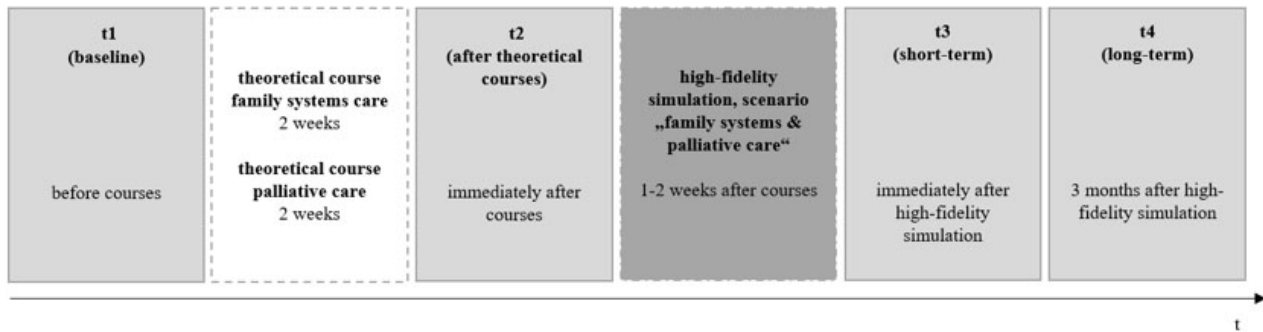 t1
(baseline)
before courses
theoretical course
family systems care
2 weeks
theoretical course
palliative care
2 weeks
t2
(after theoretical
courses)
immediately after
courses
high-fidelity
simulation, scenario
„family systems &
palliative care“
1-2 weeks after courses
t3
(short-term)
immediately after
high-fidelity
simulation
t4
(long-term)
3 months after high-
fidelity simulation
t